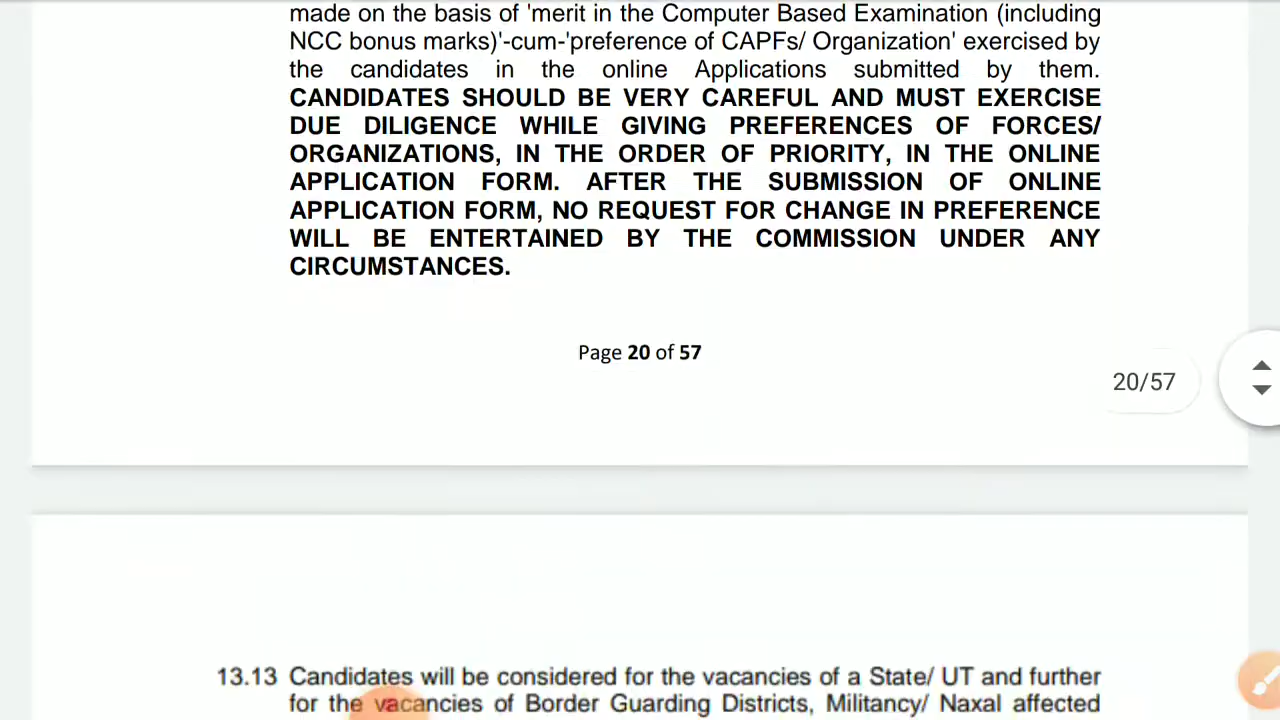 made on the basis of 'merit in the Computer Based Examination (including
NCC bonus marks)'-cum-'preference of CAPFs/ Organization' exercised by
the candidates in the online Applications submitted by them.
CANDIDATES SHOULD BE VERY CAREFUL AND MUST EXERCISE
DUE DILIGENCE WHILE GIVING PREFERENCES OF FORCES/
ORGANIZATIONS, IN THE ORDER OF PRIORITY, IN THE ONLINE
APPLICATION FORM. AFTER THE SUBMISSION OF ONLINE
APPLICATION FORM, NO REQUEST FOR CHANGE IN PREFERENCE
WILL BE ENTERTAINED BY THE COMMISSION UNDER ANY
CIRCUMSTANCES.
Page 20 of 57
20/57
13.13 Candidates will be considered for the vacancies of a State/ UT and further
for the vacancies of Border Guarding Districts, Militancy/ Naxal affected